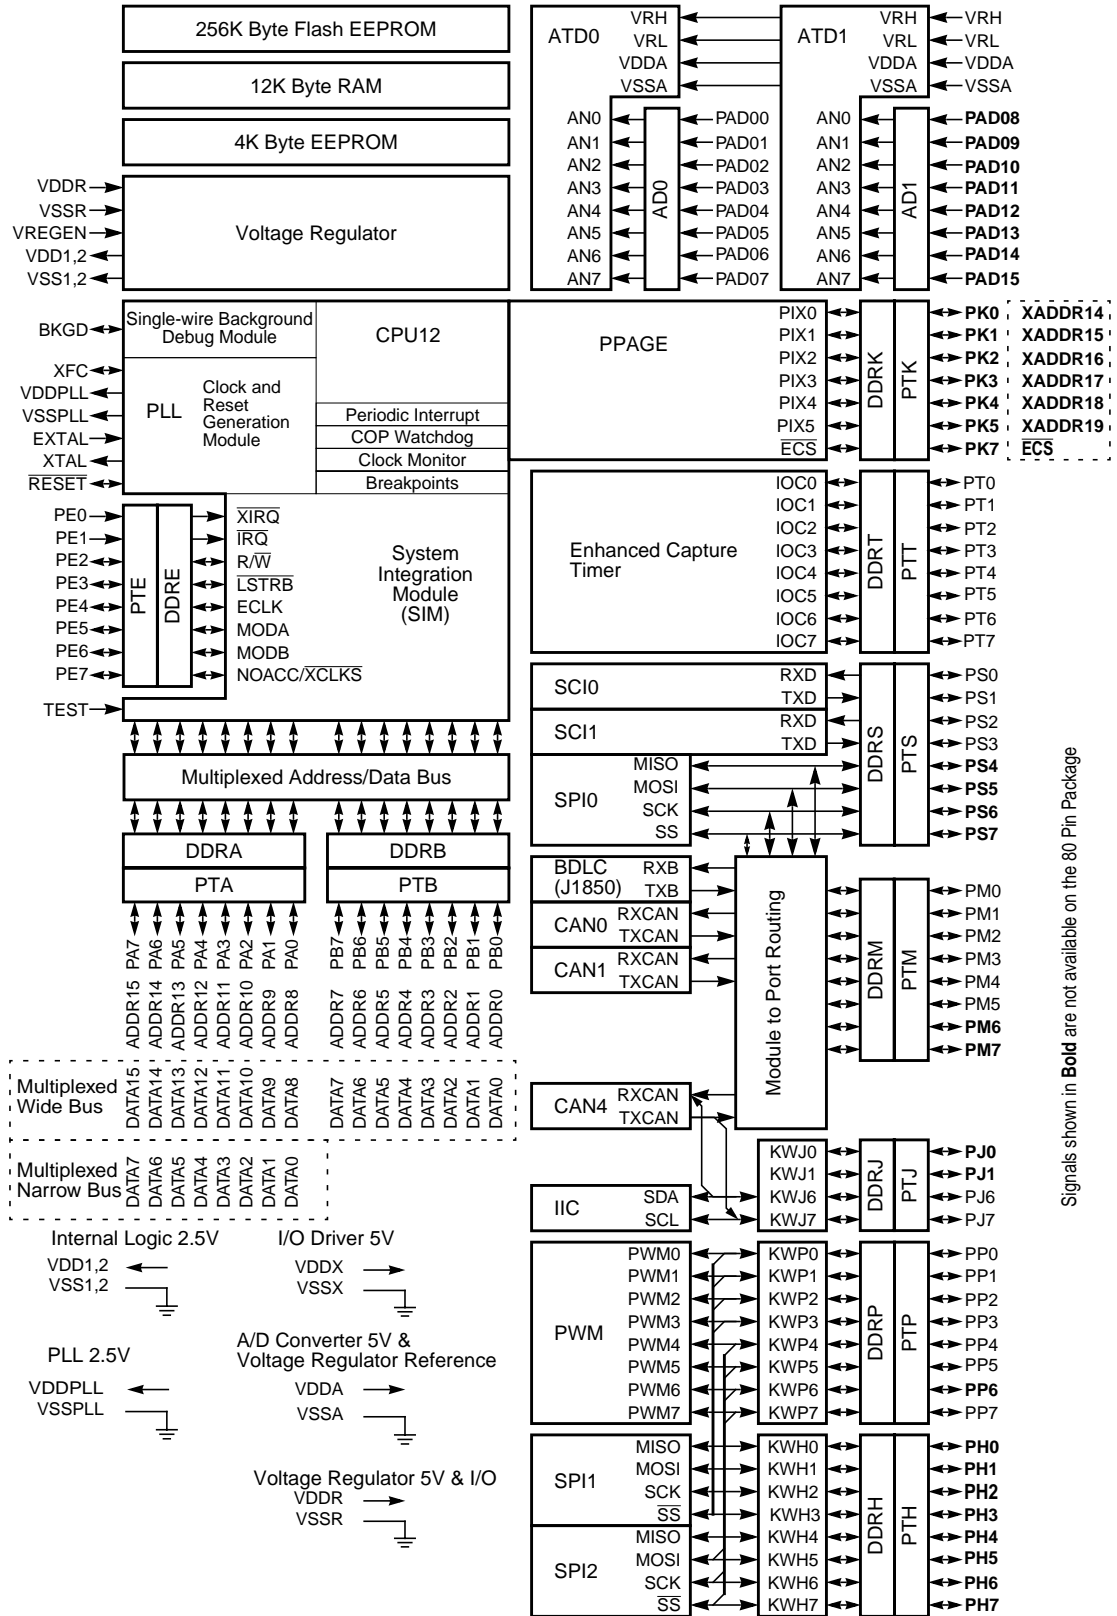 256K Byte Flash EEPROM
12K Byte RAM
4K Byte EEPROM
VDDR
VSSR
VREGEN
VDD1,2
VSS1,2
Voltage Regulator
ATD0
VRH
VRL
VDDA
VSSA
AN0
AN1
AN2
AN3
AN4
AN5
AN6
AN7
AD0
PAD00
PAD01
PAD02
PAD03
PAD04
PAD05
PAD06
PAD07
ATD1
VRH
VRL
VDDA
VSSA
AN0
AN1
AN2
AN3
AN4
AN5
AN6
AN7
AD1
VRH
VRL
VDDA
VSSA
PAD08
PAD09
PAD10
PAD11
PAD12
PAD13
PAD14
PAD15
BKGD
XFC
VDDPLL
VSSPLL
EXTAL
XTAL
RESET
Single-wire Background
Debug Module
CPU12
PLL
Clock and
Reset
Generation
Module
Periodic Interrupt
COP Watchdog
Clock Monitor
Breakpoints
PPAGE
PIX0
PIX1
PIX2
PIX3
PIX4
PIX5
ECS
DDRK
PTK
PK0 XADDR14
PK1 XADDR15
PK2 XADDR16
PK3 XADDR17
PK4 XADDR18
PK5 XADDR19
PK7 ECS
PE0
PE1
PE2
PE3
PE4
PE5
PE6
PE7
TEST
PTE
DDRE
XIRQ
IRQ
R/W
LSTRB
ECLK
MODA
MODB
NOACC/XCLKS
System
Integration
Module
(SIM)
Enhanced Capture
Timer
IOC0
IOC1
IOC2
IOC3
IOC4
IOC5
IOC6
IOC7
DDRT
PTT
PT0
PT1
PT2
PT3
PT4
PT5
PT6
PT7
SCI0
RXD
TXD
SCI1
RXD
TXD
SPI0
MISO
MOSI
SCK
SS
DDRS
PTS
PS0
PS1
PS2
PS3
PS4
PS5
PS6
PS7
Multiplexed Address/Data Bus
DDRA
PTA
DDRB
PTB
PA7
PA6
PA5
PA4
PA3
PA2
PA1
PA0
PB7
PB6
PB5
PB4
PB3
PB2
PB1
PB0
ADDR15
ADDR14
ADDR13
ADDR12
ADDR11
ADDR10
ADDR9
ADDR8
ADDR7
ADDR6
ADDR5
ADDR4
ADDR3
ADDR2
ADDR1
ADDR0
Multiplexed
Wide Bus
DATA15
DATA14
DATA13
DATA12
DATA11
DATA10
DATA9
DATA8
DATA7
DATA6
DATA5
DATA4
DATA3
DATA2
DATA1
DATA0
Multiplexed
Narrow Bus
DATA7
DATA6
DATA5
DATA4
DATA3
DATA2
DATA1
DATA0
BDLC
(J1850)
RXB
TXB
CAN0
RXCAN
TXCAN
CAN1
RXCAN
TXCAN
CAN4
RXCAN
TXCAN
Module to Port Routing
DDRM
PTM
PM0
PM1
PM2
PM3
PM4
PM5
PM6
PM7
IIC
SDA
SCL
KWJ0
KWJ1
KWJ6
KWJ7
DDRJ
PTJ
PJ0
PJ1
PJ6
PJ7
PWM
PWM0
PWM1
PWM2
PWM3
PWM4
PWM5
PWM6
PWM7
KWP0
KWP1
KWP2
KWP3
KWP4
KWP5
KWP6
KWP7
DDRP
PTP
PP0
PP1
PP2
PP3
PP4
PP5
PP6
PP7
SPI1
MISO
MOSI
SCK
SS
SPI2
MISO
MOSI
SCK
SS
KWH0
KWH1
KWH2
KWH3
KWH4
KWH5
KWH6
KWH7
DDRH
PTH
PH0
PH1
PH2
PH3
PH4
PH5
PH6
PH7
Internal Logic 2.5V
VDD1,2
VSS1,2
I/O Driver 5V
VDDX
VSSX
PLL 2.5V
VDDPLL
VSSPLL
A/D Converter 5V &
Voltage Regulator Reference
VDDA
VSSA
Voltage Regulator 5V & I/O
VDDR
VSSR
Signals shown in Bold are not available on the 80 Pin Package